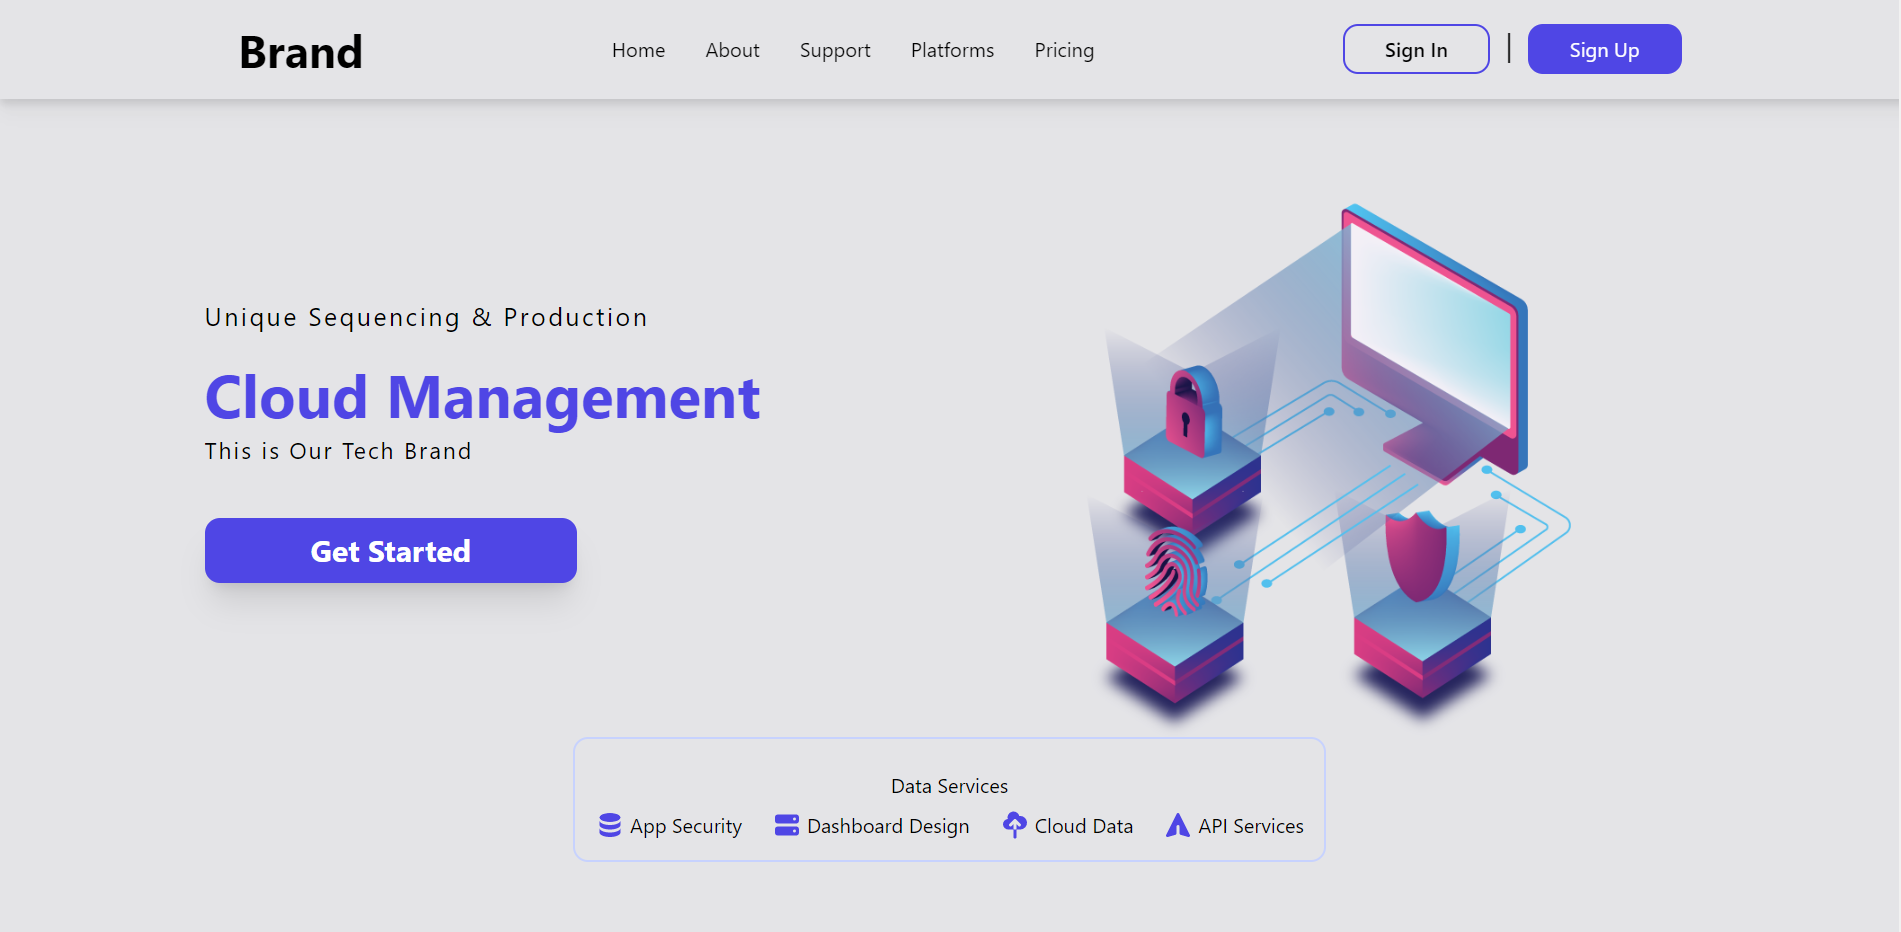 Brand
Home About Support Platforms Pricing
Sign In | Sign Up
Unique Sequencing & Production
Cloud Management
This is Our Tech Brand
Get Started
Data Services
App Security Dashboard Design Cloud Data API Services